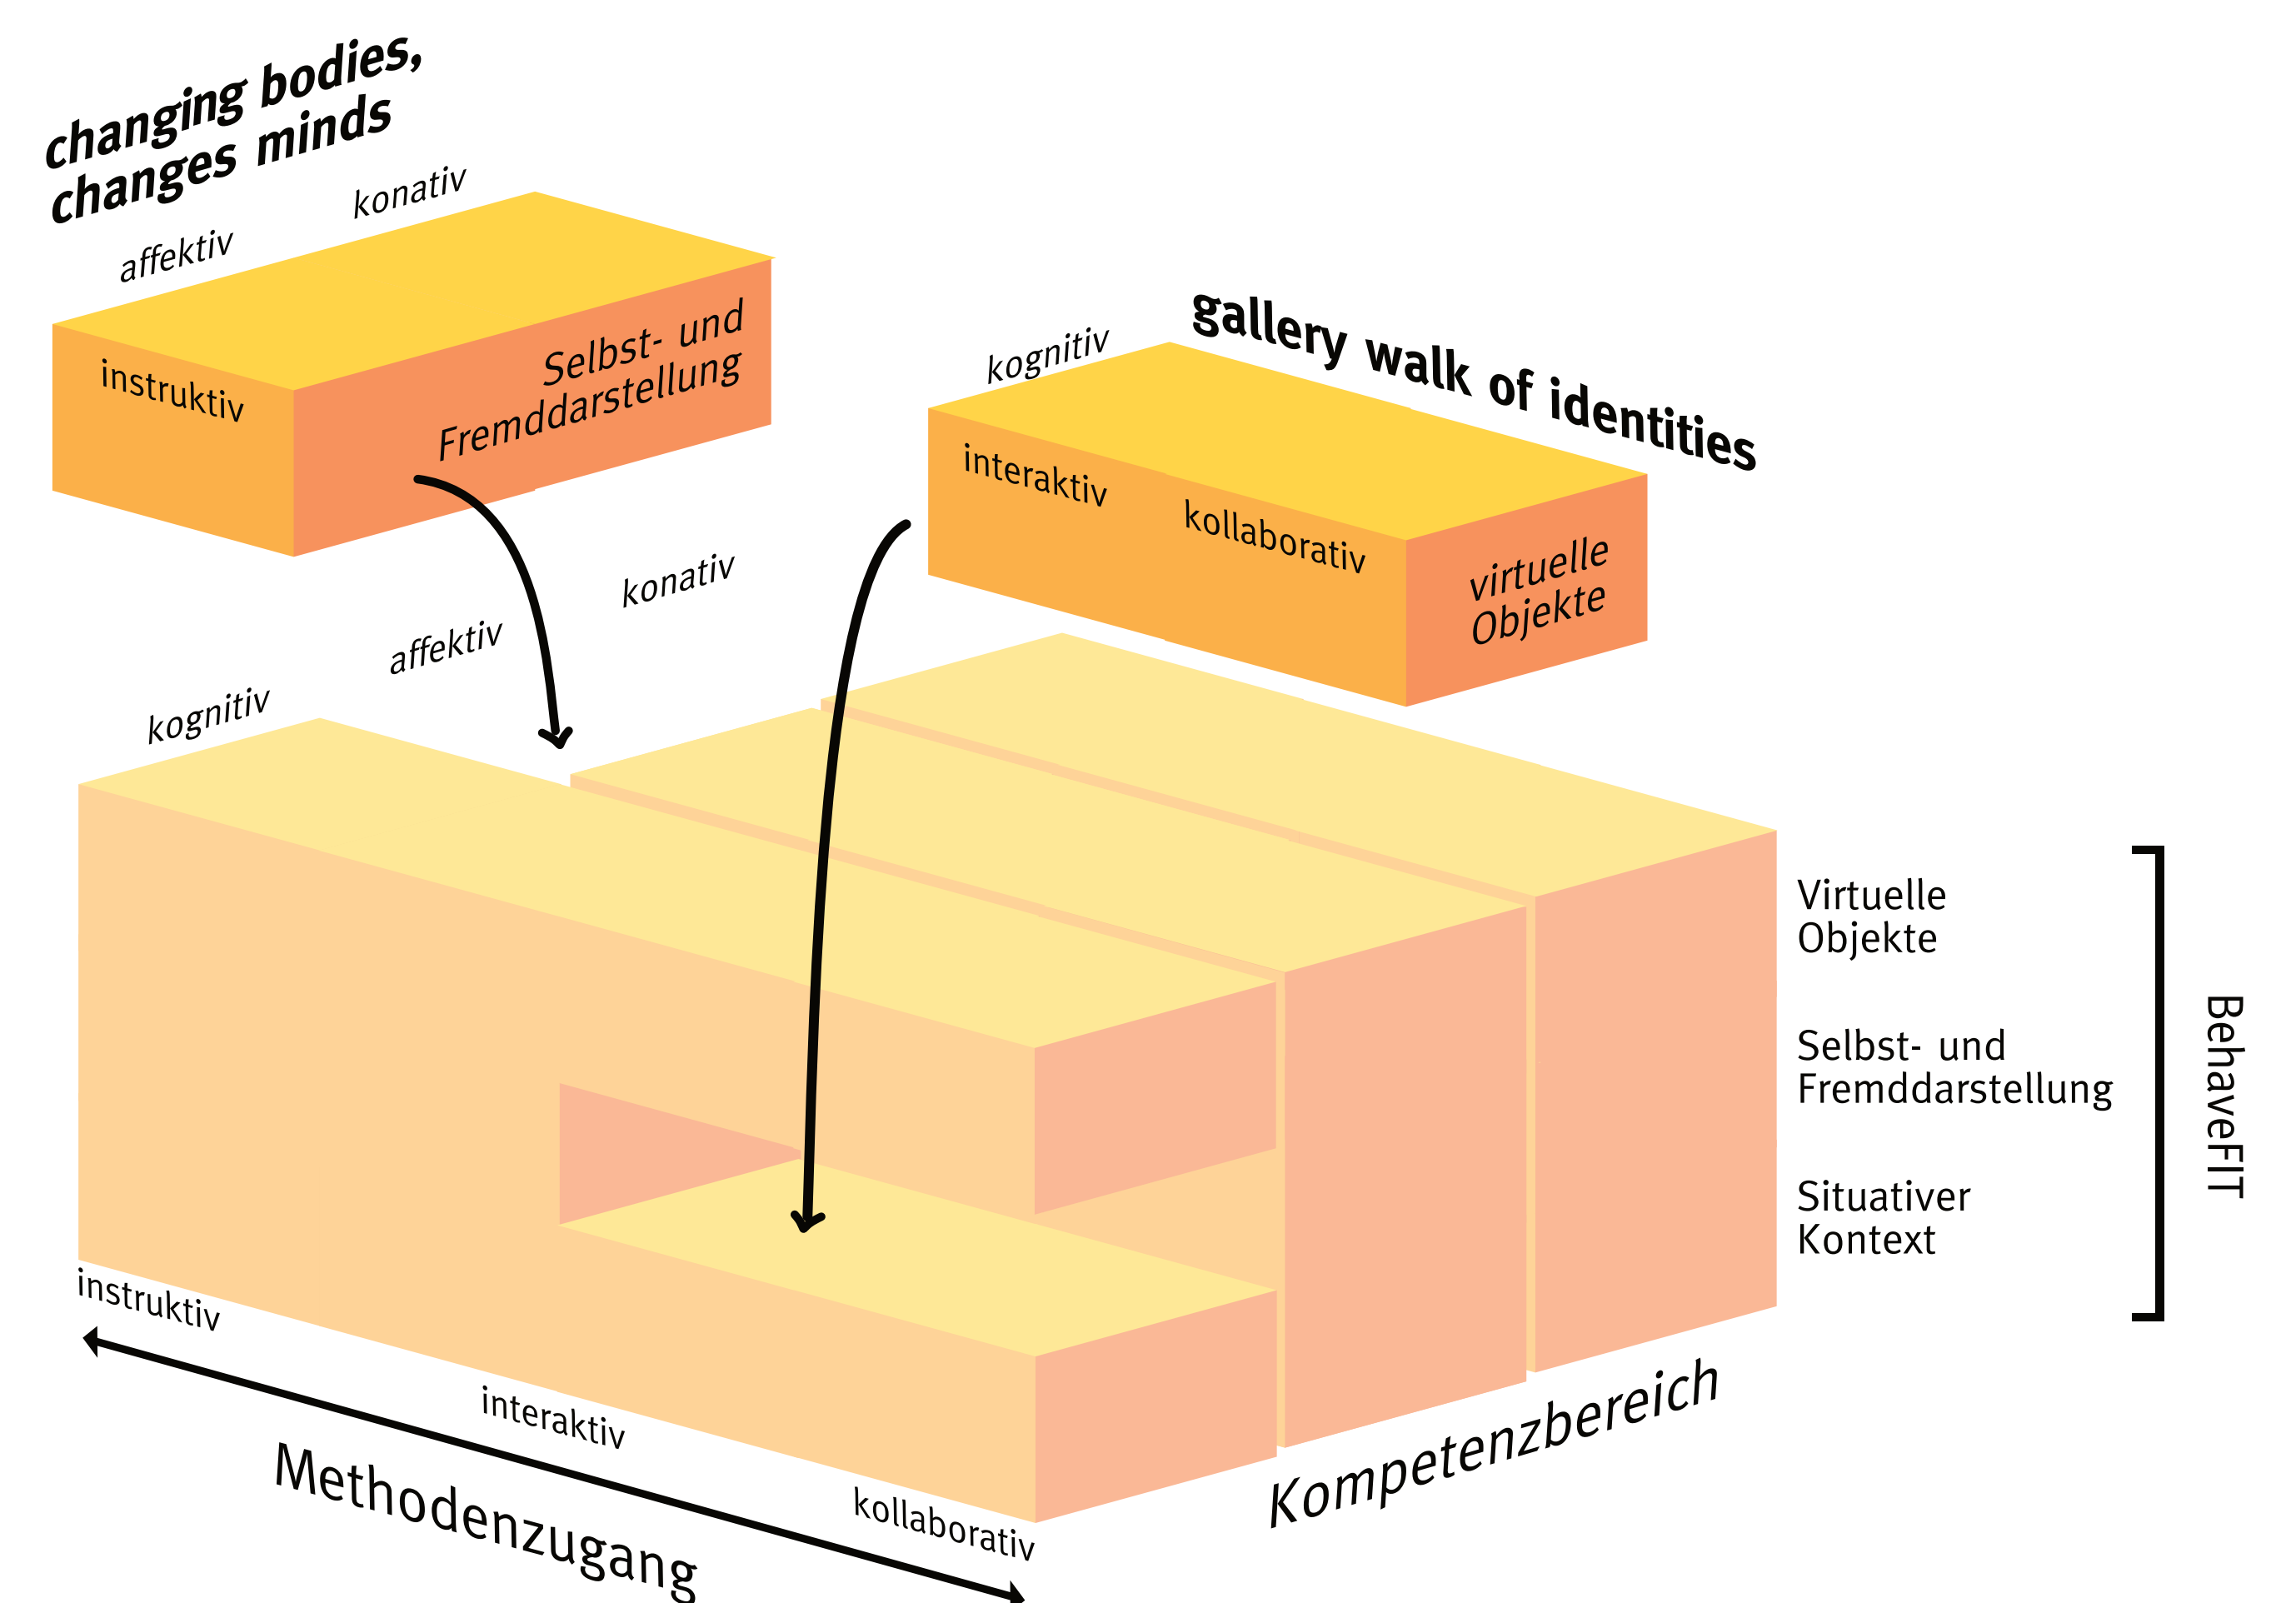 changing bodies,
changes minds
affektiv
konativ
instruktiv
Selbst- und
Fremddarstellung
gallery walk of identities
kognitiv
interaktiv
kollaborativ
virtuelle
Objekte
kognitiv
affektiv
konativ
Virtuelle
Objekte
Selbst- und
Fremddarstellung
Situativer
Kontext
BehaveFIT
instruktiv
interaktiv
kollaborativ
Methodenzugang
Kompetenzbereich